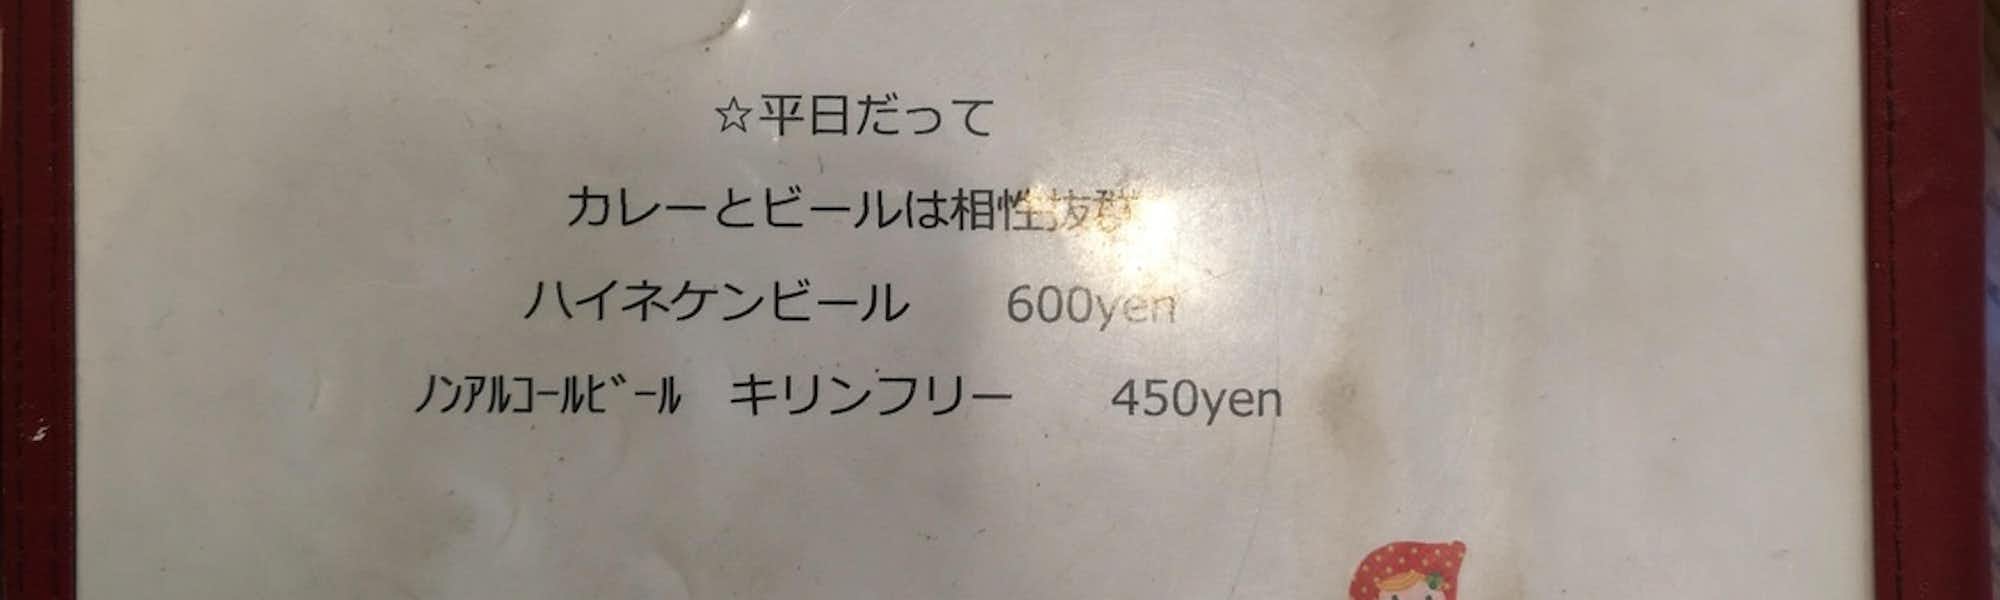 ☆平日だって
カレーとビールは相性抜群
ハイネケンビール　600yen
ﾉﾝｱﾙｺｰﾙﾋﾞｰﾙ　キリンフリー　450yen